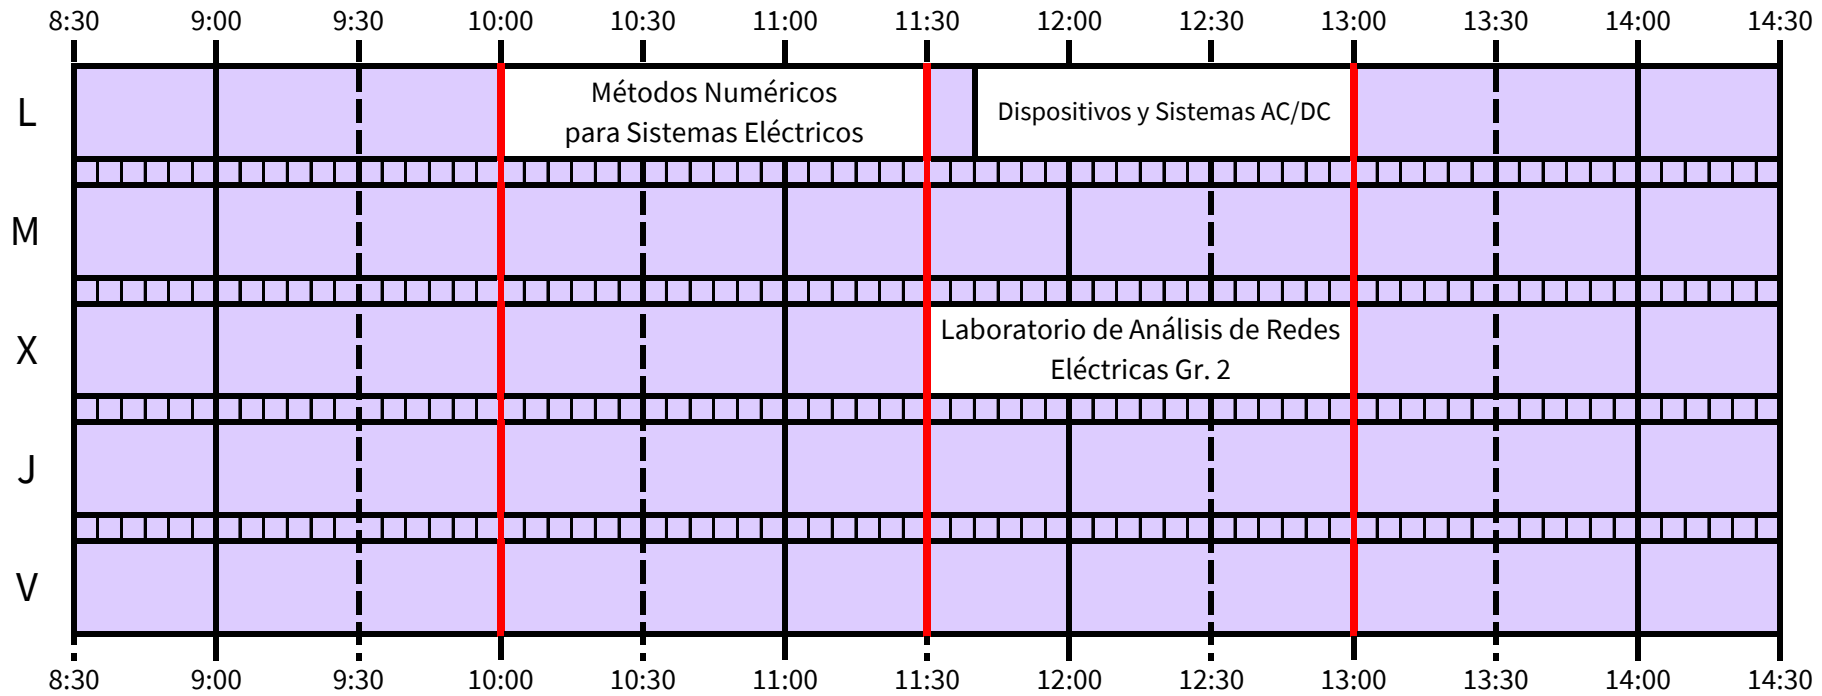 8:30 9:00 9:30 10:00 10:30 11:00 11:30 12:00 12:30 13:00 13:30 14:00 14:30
L
Métodos Numéricos
para Sistemas Eléctricos
Dispositivos y Sistemas AC/DC
M
X
Laboratorio de Análisis de Redes
Eléctricas Gr. 2
J
V
8:30 9:00 9:30 10:00 10:30 11:00 11:30 12:00 12:30 13:00 13:30 14:00 14:30